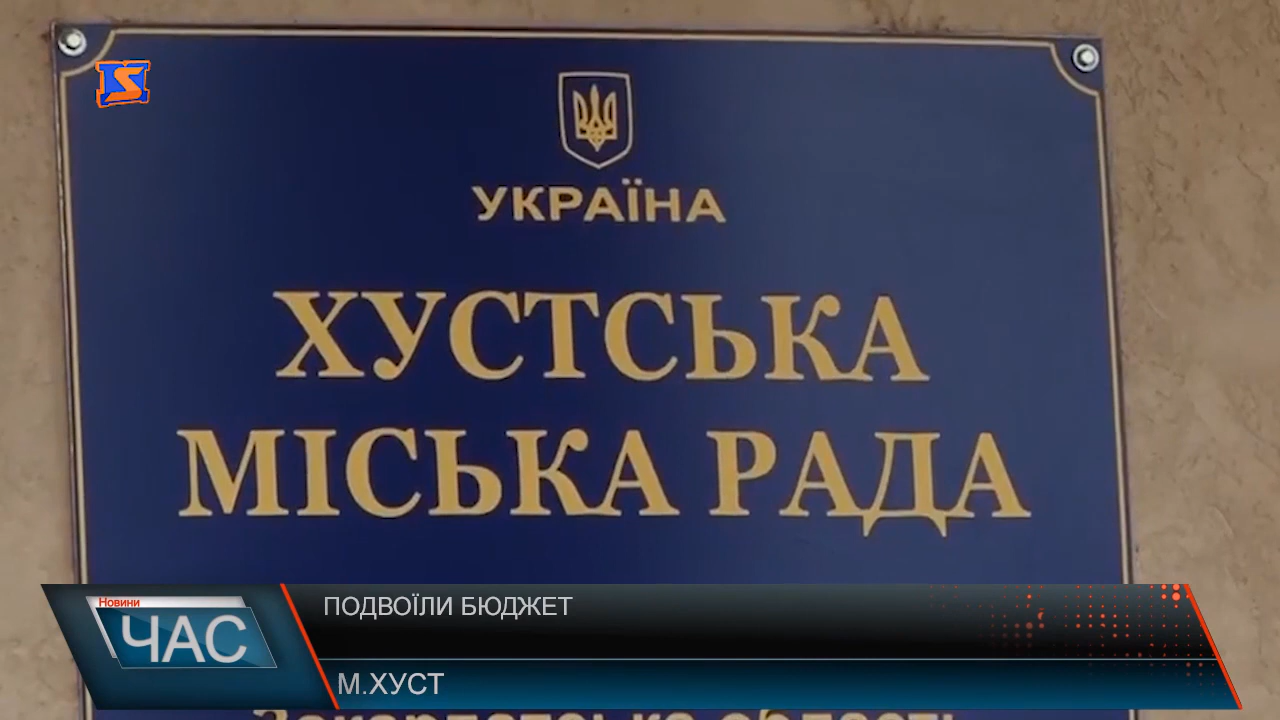 УКРАЇНА
ХУСТСЬКА
МІСЬКА РАДА
Новини
ЧАС
ПОДВОЇЛИ БЮДЖЕТ
М.ХУСТ